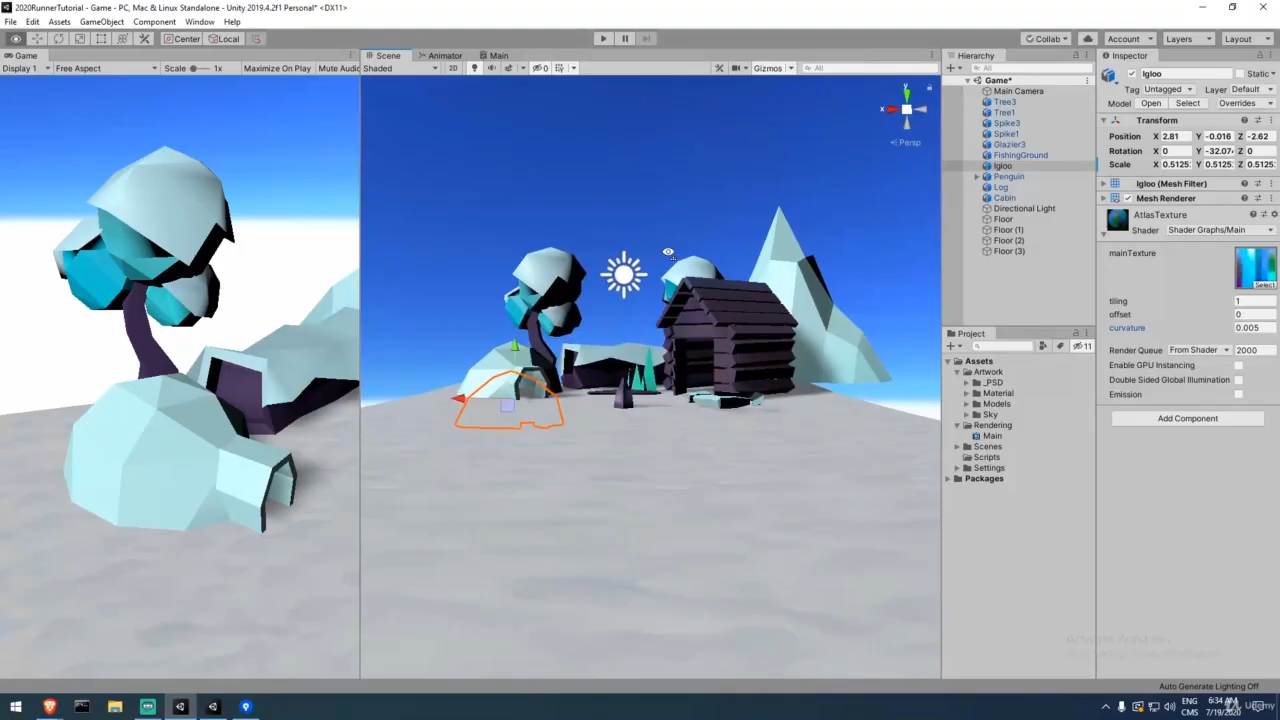 2020RunnerTutorial - Game - PC, Mac & Linux Standalone - Unity 2019.4.2f1 Personal* <DX11>
File Edit Assets GameObject Component Window Help
Center Local Collab Account Layers Layout
Game Scene Animator Main Hierarchy Inspector
Display 1 Free Aspect Scale 1x Maximize On Play Mute Audio Shaded 2D 0 Gizmos All All
Igloo Static
Game*
Tag Untagged Layer Default
Main Camera
Tree3
Model Open Select Overrides
Tree1
Spike3
Transform
Spike1
Position X 2.81 Y -0.016 Z -2.62
Glazier3
Rotation X 0 Y -32.07 Z 0
FishingGround
Scale X 0.5125 Y 0.5125 Z 0.5125
Igloo
Penguin
Igloo (Mesh Filter)
Log
Mesh Renderer
Cabin
Directional Light
AtlasTexture
Floor
Shader Shader Graphs/Main
Floor (1)
Floor (2)
Floor (3)
mainTexture
Select
tiling 1
offset 0
curvature 0.005
Project
11
Render Queue From Shader 2000
Assets
Enable GPU Instancing
Artwork
Double Sided Global Illumination
_PSD
Emission
Material
Models
Add Component
Sky
Rendering
Main
Scenes
Scripts
Settings
Packages
x y
Persp
Auto Generate Lighting Off
ENG 6:34 AM
CMS 7/19/2020
Udemy